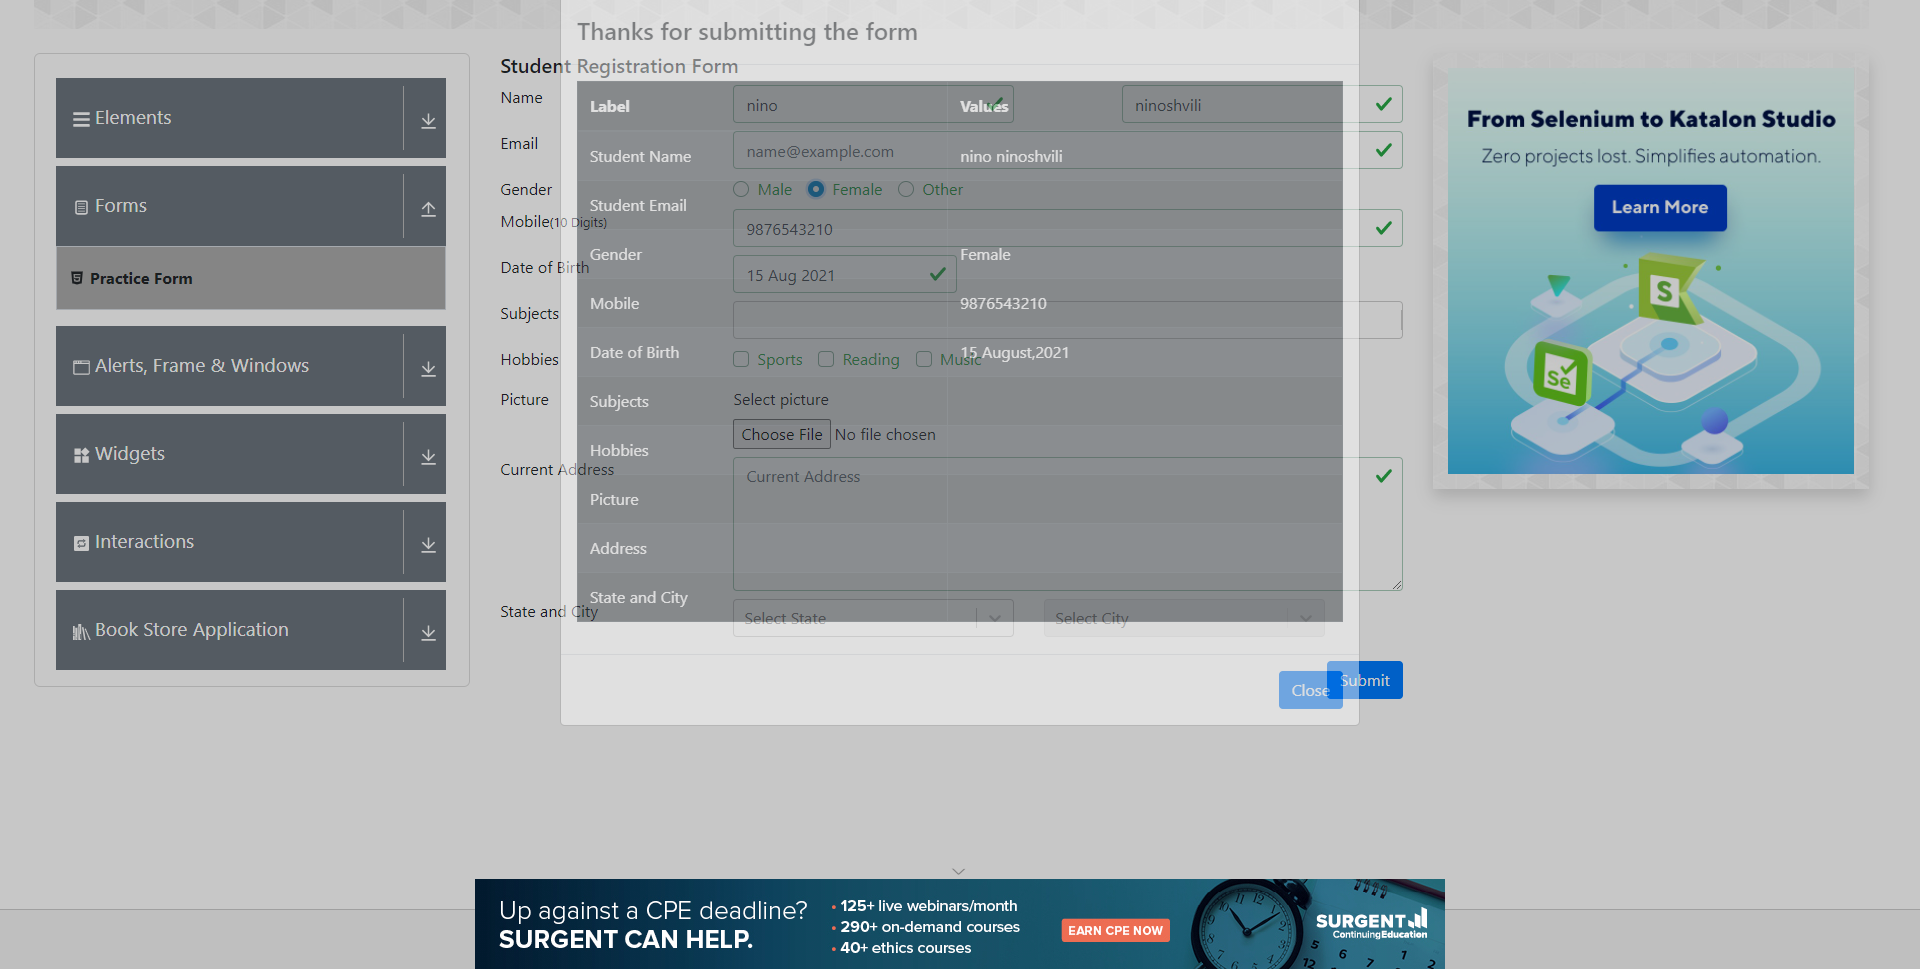 Elements
Forms
Practice Form
Alerts, Frame & Windows
Widgets
Interactions
Book Store Application
Thanks for submitting the form
Student Registration Form
Name
nino
ninoshvili
Email
name@example.com
Gender
Male
Female
Other
Mobile(10 Digits)
9876543210
Date of Birth
15 Aug 2021
Subjects
Hobbies
Sports
Reading
Music
Picture
Select picture
Choose File No file chosen
Current Address
Current Address
State and City
Select State
Select City
Submit
Label Values
Student Name nino ninoshvili
Student Email
Gender Female
Mobile 9876543210
Date of Birth 15 August,2021
Subjects
Hobbies
Picture
Address
State and City
Close
From Selenium to Katalon Studio
Zero projects lost. Simplifies automation.
Learn More
S
Se
Up against a CPE deadline?
SURGENT CAN HELP.
• 125+ live webinars/month
• 290+ on-demand courses
• 40+ ethics courses
EARN CPE NOW
SURGENT
Continuing Education